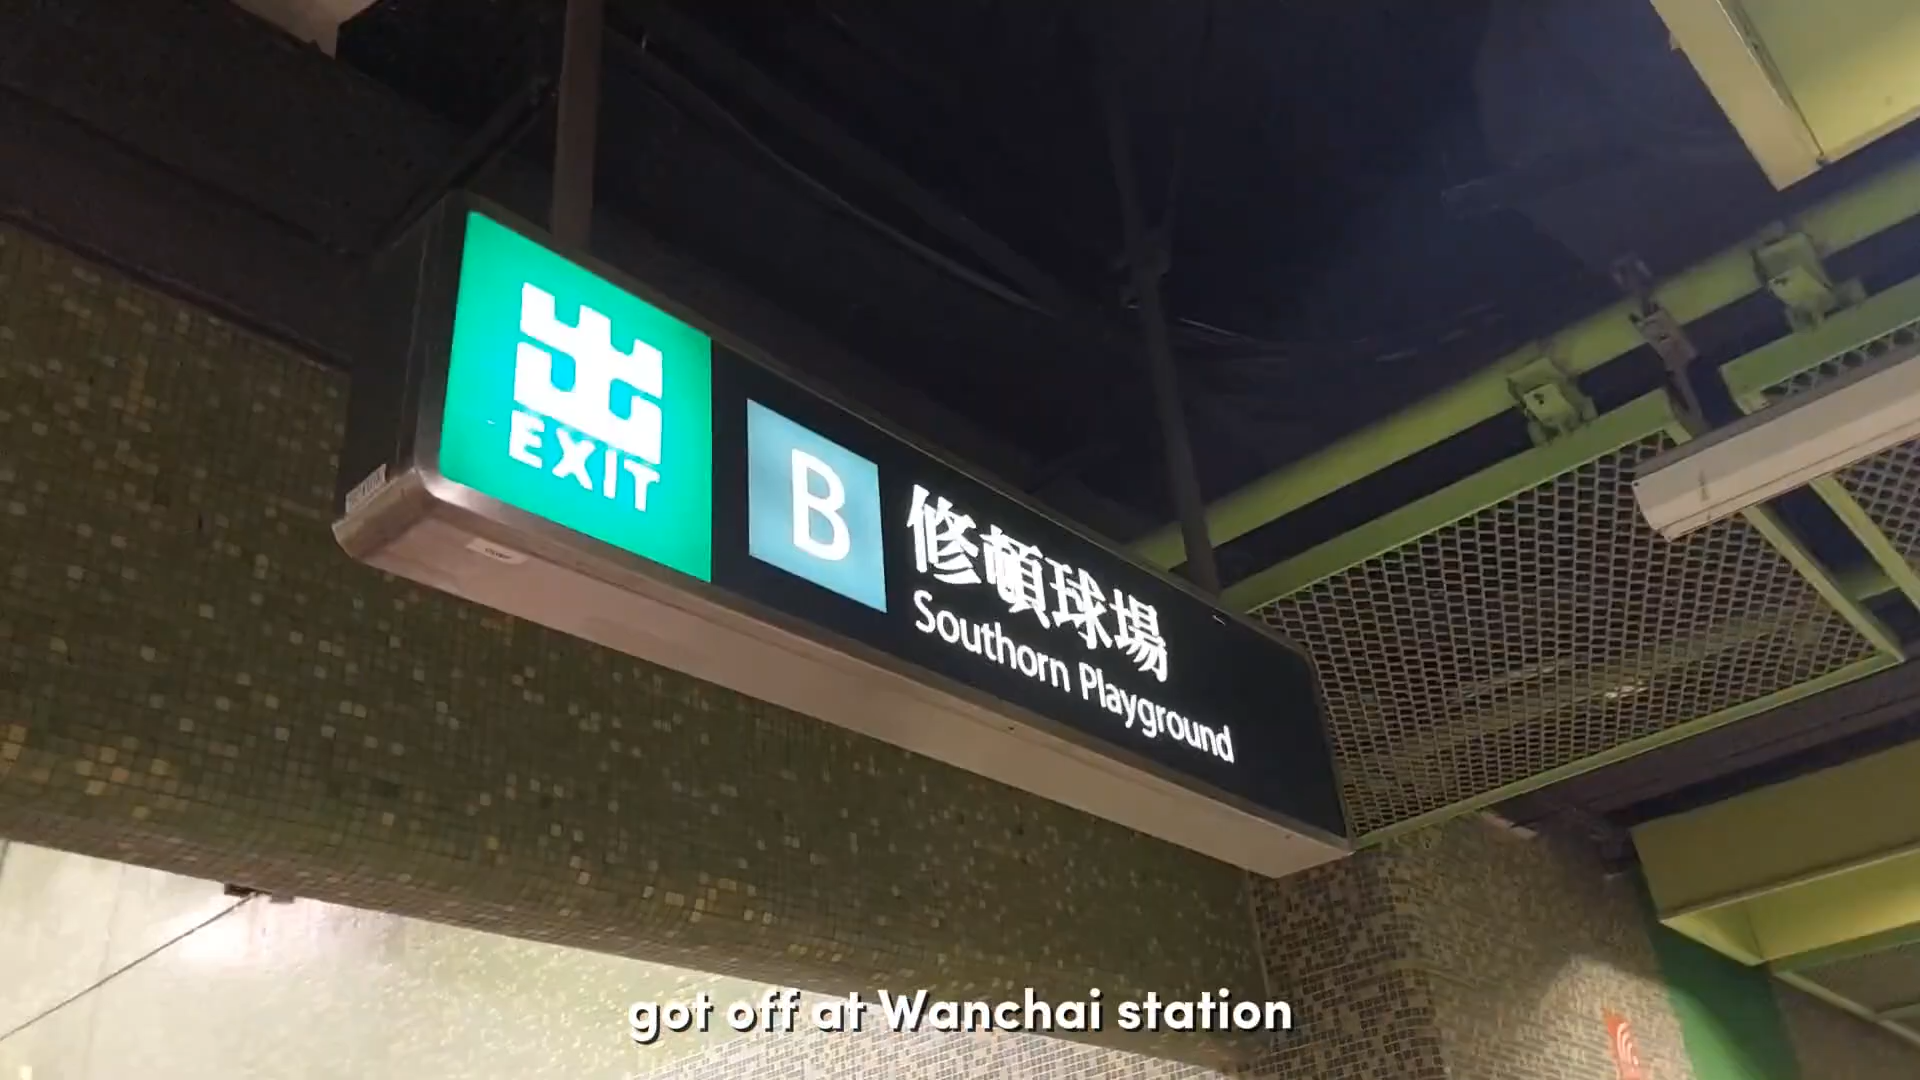 出
EXIT
B
修頓球場
Southorn Playground
got off at Wanchai station